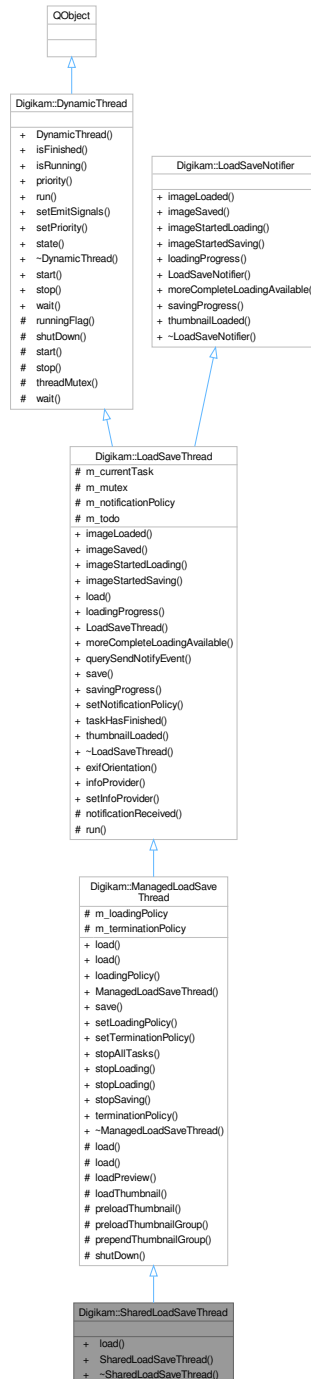 QObject
Digikam::DynamicThread
+ DynamicThread()
+ isFinished()
+ isRunning()
+ priority()
+ run()
+ setEmitSignals()
+ setPriority()
+ state()
+ ~DynamicThread()
+ start()
+ stop()
+ wait()
# runningFlag()
# shutDown()
# start()
# stop()
# threadMutex()
# wait()
Digikam::LoadSaveNotifier
+ imageLoaded()
+ imageSaved()
+ imageStartedLoading()
+ imageStartedSaving()
+ loadingProgress()
+ LoadSaveNotifier()
+ moreCompleteLoadingAvailable()
+ savingProgress()
+ thumbnailLoaded()
+ ~LoadSaveNotifier()
Digikam::LoadSaveThread
# m_currentTask
# m_mutex
# m_notificationPolicy
# m_todo
+ imageLoaded()
+ imageSaved()
+ imageStartedLoading()
+ imageStartedSaving()
+ load()
+ loadingProgress()
+ LoadSaveThread()
+ moreCompleteLoadingAvailable()
+ querySendNotifyEvent()
+ save()
+ savingProgress()
+ setNotificationPolicy()
+ taskHasFinished()
+ thumbnailLoaded()
+ ~LoadSaveThread()
+ exifOrientation()
+ infoProvider()
+ setInfoProvider()
# notificationReceived()
# run()
Digikam::ManagedLoadSave
Thread
# m_loadingPolicy
# m_terminationPolicy
+ load()
+ load()
+ loadingPolicy()
+ ManagedLoadSaveThread()
+ save()
+ setLoadingPolicy()
+ setTerminationPolicy()
+ stopAllTasks()
+ stopLoading()
+ stopLoading()
+ stopSaving()
+ terminationPolicy()
+ ~ManagedLoadSaveThread()
# load()
# load()
# loadPreview()
# loadThumbnail()
# preloadThumbnail()
# preloadThumbnailGroup()
# prependThumbnailGroup()
# shutDown()
Digikam::SharedLoadSaveThread
+ load()
+ SharedLoadSaveThread()
+ ~SharedLoadSaveThread()